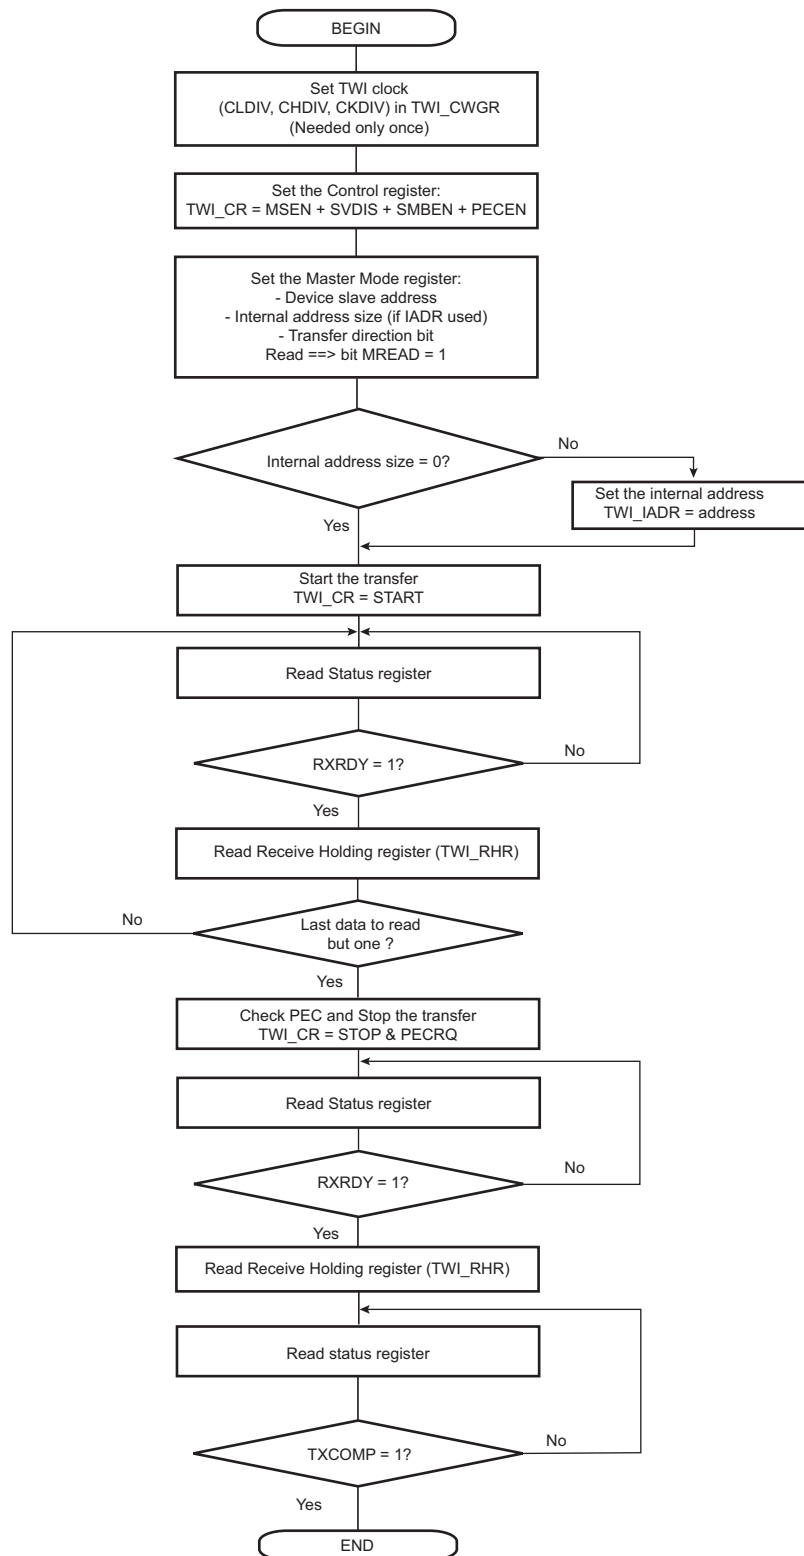 BEGIN
Set TWI clock
(CLDIV, CHDIV, CKDIV) in TWI_CWGR
(Needed only once)
Set the Control register:
TWI_CR = MSEN + SVDIS + SMBEN + PECEN
Set the Master Mode register:
- Device slave address
- Internal address size (if IADR used)
- Transfer direction bit
Read ==> bit MREAD = 1
Internal address size = 0?
No
Set the internal address
TWI_IADR = address
Yes
Start the transfer
TWI_CR = START
Read Status register
RXRDY = 1?
No
Yes
Read Receive Holding register (TWI_RHR)
Last data to read
but one ?
No
Yes
Check PEC and Stop the transfer
TWI_CR = STOP & PECRQ
Read Status register
RXRDY = 1?
No
Yes
Read Receive Holding register (TWI_RHR)
Read status register
TXCOMP = 1?
No
Yes
END